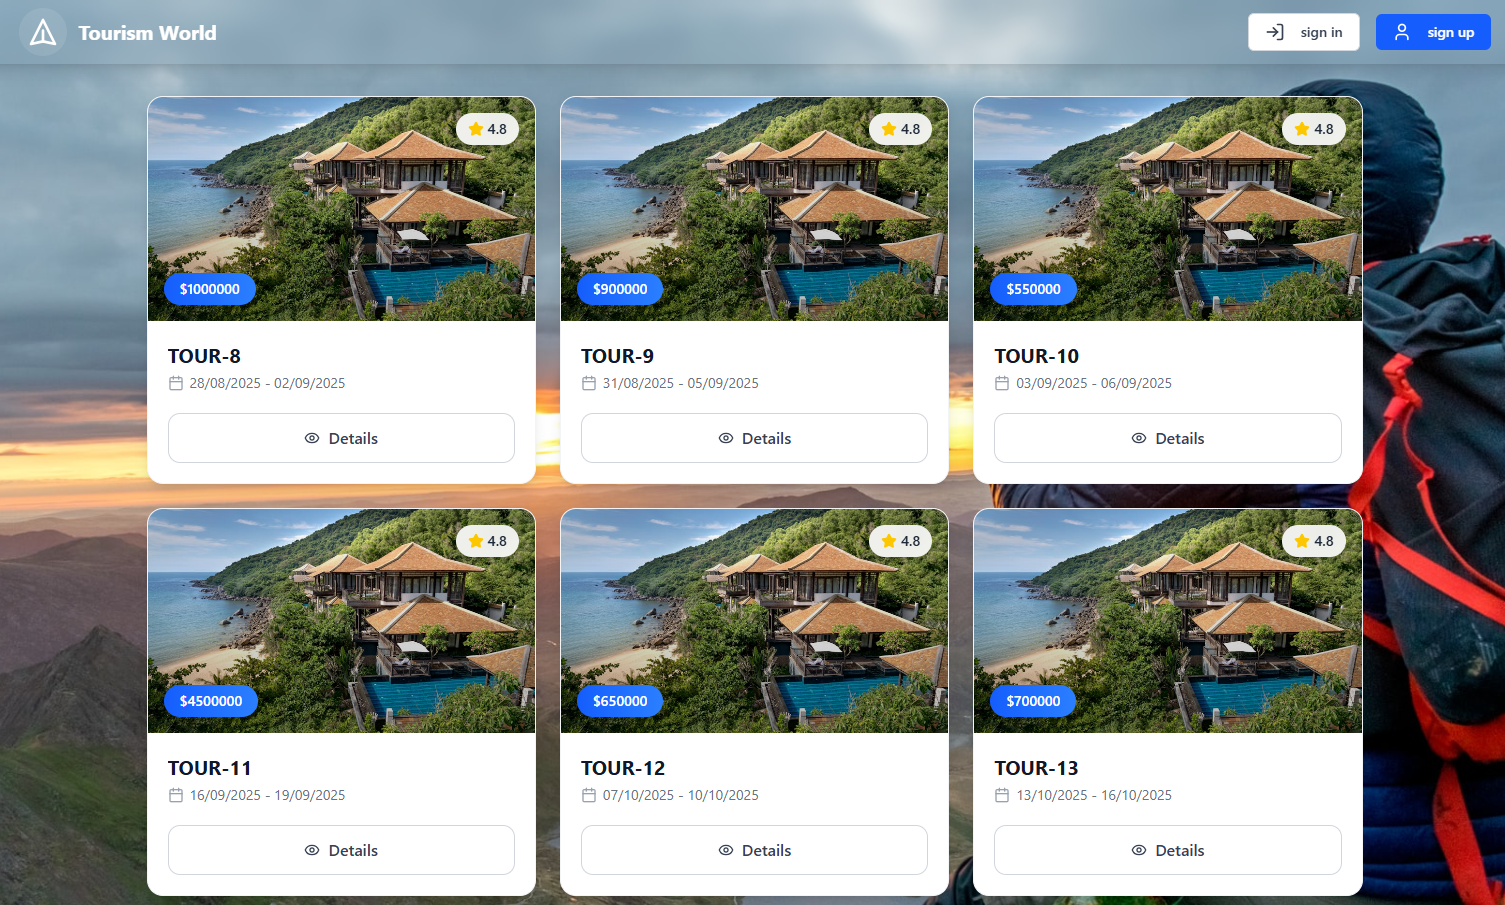 Tourism World
sign in
sign up
4.8
4.8
4.8
$1000000
$900000
$550000
TOUR-8
TOUR-9
TOUR-10
28/08/2025 - 02/09/2025
31/08/2025 - 05/09/2025
03/09/2025 - 06/09/2025
Details
Details
Details
4.8
4.8
4.8
$4500000
$650000
$700000
TOUR-11
TOUR-12
TOUR-13
16/09/2025 - 19/09/2025
07/10/2025 - 10/10/2025
13/10/2025 - 16/10/2025
Details
Details
Details